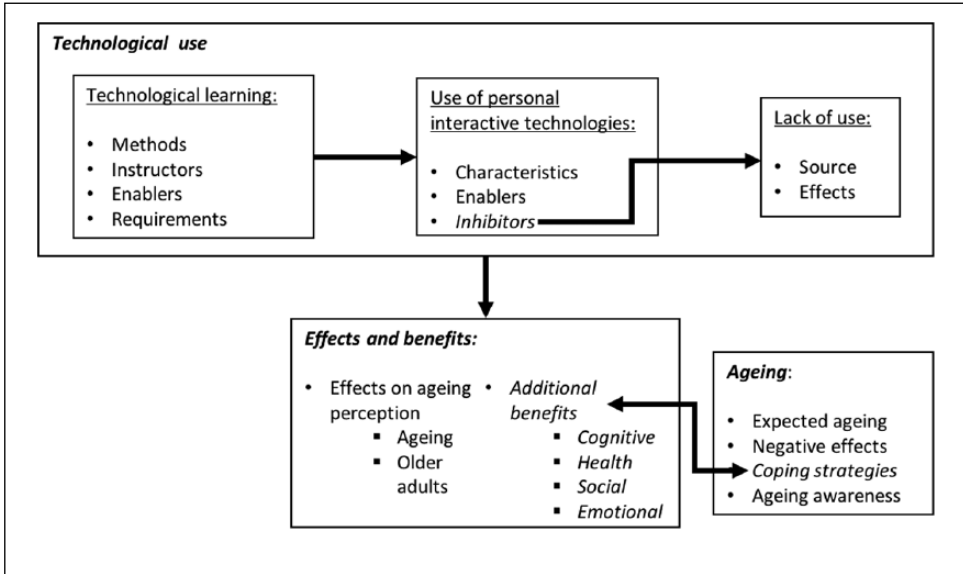 Technological use
Technological learning:
• Methods
• Instructors
• Enablers
• Requirements
Use of personal
interactive technologies:
• Characteristics
• Enablers
• Inhibitors
Lack of use:
• Source
• Effects
Effects and benefits:
• Effects on ageing
perception
▪ Ageing
▪ Older
adults
• Additional
benefits
▪ Cognitive
▪ Health
▪ Social
▪ Emotional
Ageing:
• Expected ageing
• Negative effects
• Coping strategies
• Ageing awareness